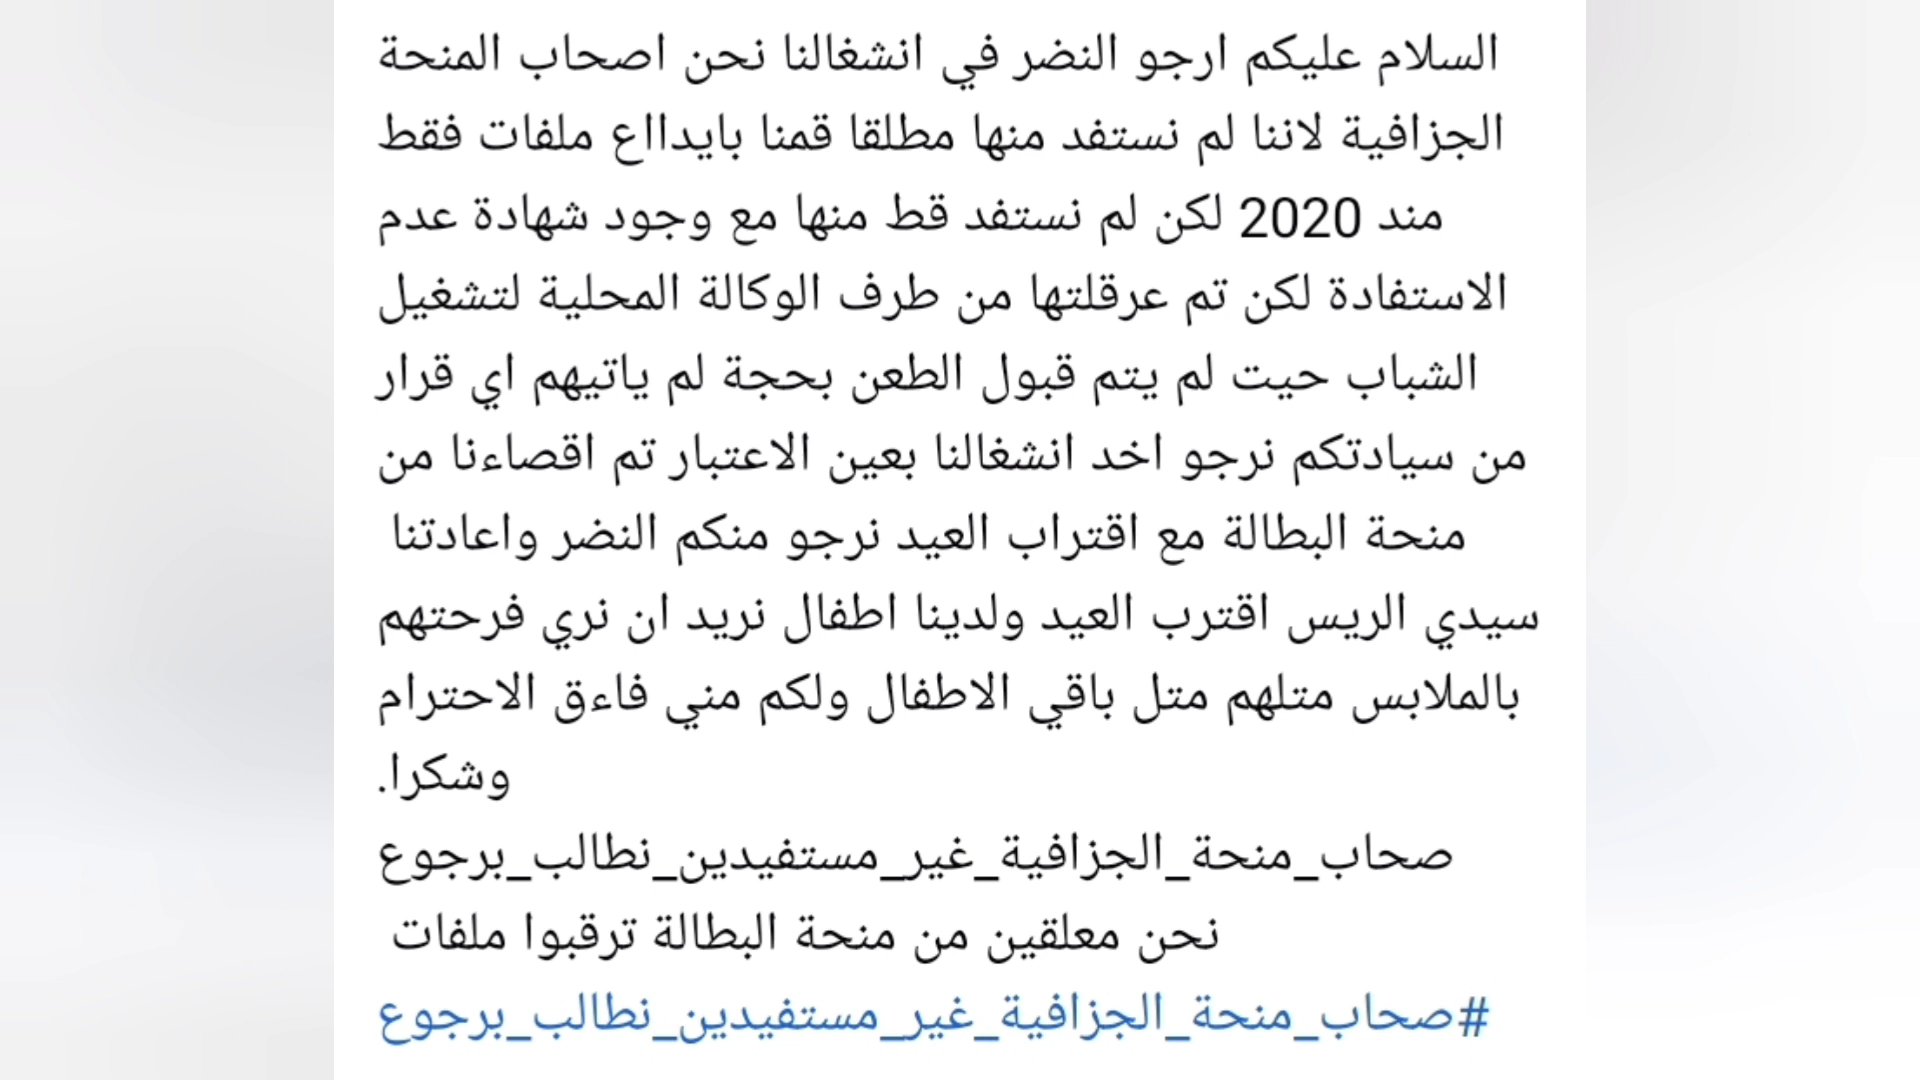 السلام عليكم ارجو النضر في انشغالنا نحن اصحاب المنحة
الجزافية لاننا لم نستفد منها مطلقا قمنا بايدااع ملفات فقط
مند 2020 لكن لم نستفد قط منها مع وجود شهادة عدم
الاستفادة لكن تم عرقلتها من طرف الوكالة المحلية لتشغيل
الشباب حيت لم يتم قبول الطعن بحجة لم ياتيهم اي قرار
من سيادتكم نرجو اخد انشغالنا بعين الاعتبار تم اقصاءنا من
منحة البطالة مع اقتراب العيد نرجو منكم النضر واعادتنا
سيدي الريس اقترب العيد ولدينا اطفال نريد ان نري فرحتهم
بالملابس متلهم متل باقي الاطفال ولكم مني فاءق الاحترام
وشكرا.
صحاب_منحة_الجزافية_غير_مستفيدين_نطالب_برجوع
نحن معلقين من منحة البطالة ترقبوا ملفات
#صحاب_منحة_الجزافية_غير_مستفيدين_نطالب_برجوع